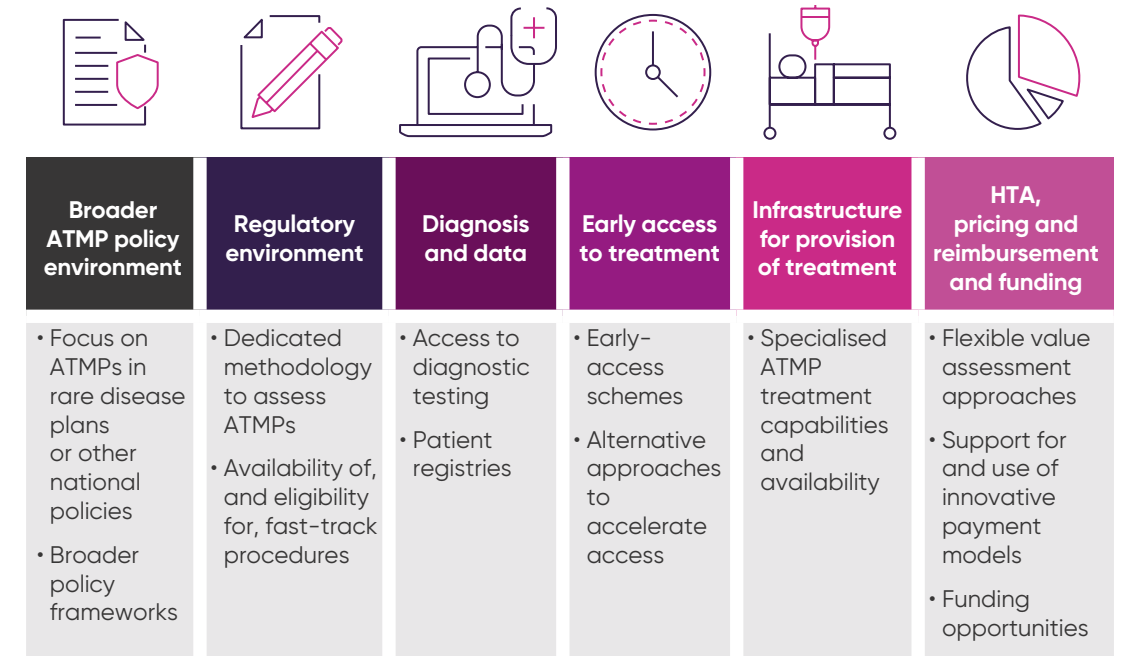 Broader
ATMP policy
environment
Regulatory
environment
Diagnosis
and data
Early access
to treatment
Infrastructure
for provision
of treatment
HTA,
pricing and
reimbursement
and funding
• Focus on
ATMPs in
rare disease
plans
or other
national
policies
• Broader
policy
frameworks
• Dedicated
methodology
to assess
ATMPs
• Availability of,
and eligibility
for, fast-track
procedures
• Access to
diagnostic
testing
• Patient
registries
• Early-
access
schemes
• Alternative
approaches
to
accelerate
access
• Specialised
ATMP
treatment
capabilities
and
availability
• Flexible value
assessment
approaches
• Support for
and use of
innovative
payment
models
• Funding
opportunities